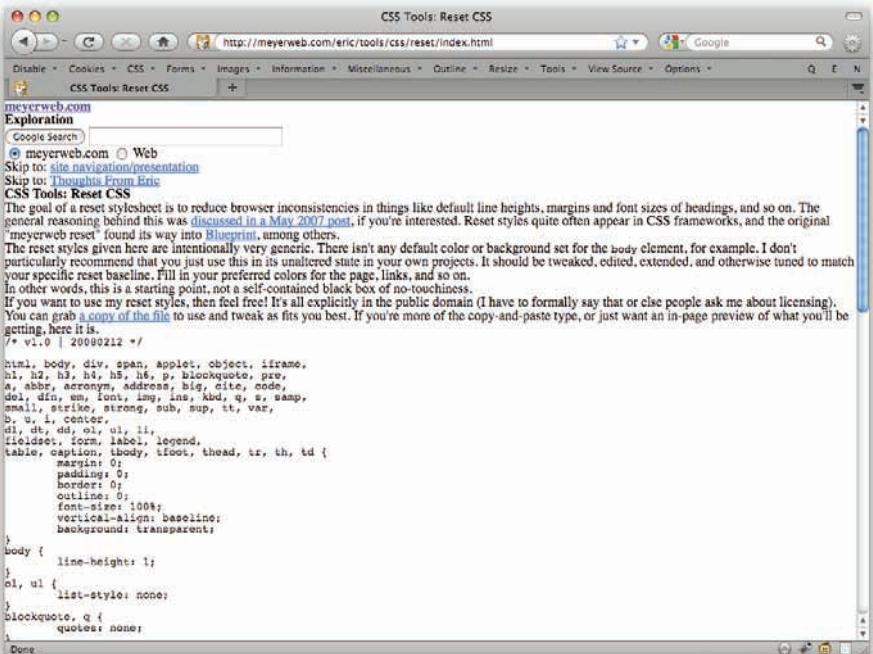 CSS Tools: Reset CSS
http://meyerweb.com/eric/tools/css/reset/index.html
Google
Disable Cookies CSS Forms Images Information Miscellaneous Outline Resize Tools View Source Options Q E N
CSS Tools: Reset CSS +
meyerweb.com
Exploration
Google Search
meyerweb.com Web
Skip to: site navigation/presentation
Skip to: Thoughts From Eric
CSS Tools: Reset CSS
The goal of a reset stylesheet is to reduce browser inconsistencies in things like default line heights, margins and font sizes of headings, and so on. The
general reasoning behind this was discussed in a May 2007 post, if you're interested. Reset styles quite often appear in CSS frameworks, and the original
"meyerweb reset" found its way into Blueprint, among others.
The reset styles given here are intentionally very generic. There isn't any default color or background set for the body element, for example. I don't
particularly recommend that you just use this in its unaltered state in your own projects. It should be tweaked, edited, extended, and otherwise tuned to match
your specific reset baseline. Fill in your preferred colors for the page, links, and so on.
In other words, this is a starting point, not a self-contained black box of no-touchiness.
If you want to use my reset styles, then feel free! It's all explicitly in the public domain (I have to formally say that or else people ask me about licensing).
You can grab a copy of the file to use and tweak as fits you best. If you're more of the copy-and-paste type, or just want an in-page preview of what you'll be
getting, here it is.
/* v1.0 | 20080212 */
html, body, div, span, applet, object, iframe,
h1, h2, h3, h4, h5, h6, p, blockquote, pre,
a, abbr, acronym, address, big, cite, code,
del, dfn, em, font, img, ins, kbd, q, s, samp,
small, strike, strong, sub, sup, tt, var,
b, u, i, center,
dl, dt, dd, ol, ul, li,
fieldset, form, label, legend,
table, caption, tbody, tfoot, thead, tr, th, td {
margin: 0;
padding: 0;
border: 0;
outline: 0;
font-size: 100%;
vertical-align: baseline;
background: transparent;
}
body {
line-height: 1;
}
ol, ul {
list-style: none;
}
blockquote, q {
quotes: none;
}
Done